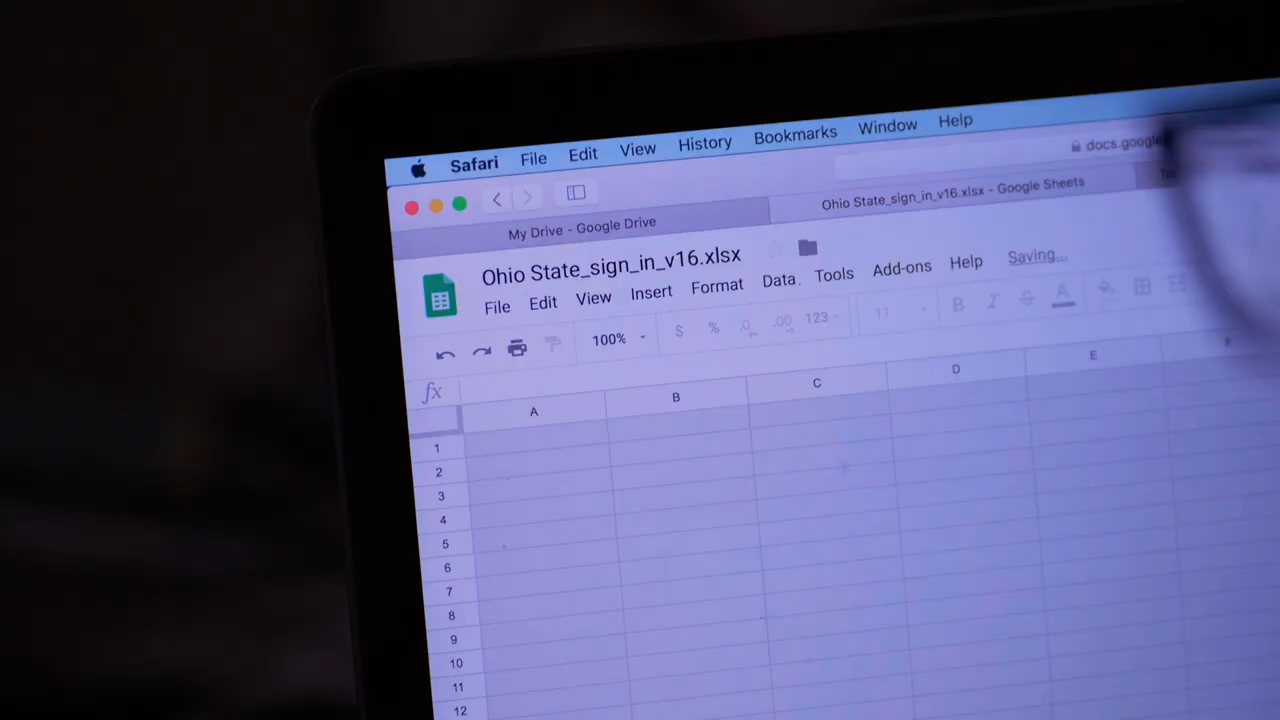 Safari File Edit View History Bookmarks Window Help
docs.google
My Drive - Google Drive
Ohio State_sign_in_v16.xlsx - Google Sheets
Ohio State_sign_in_v16.xlsx
File Edit View Insert Format Data Tools Add-ons Help Saving...
100% $ % .0 .00 123 11 B I S A
fx
A B C D E F
1
2
3
4
5
6
7
8
9
10
11
12